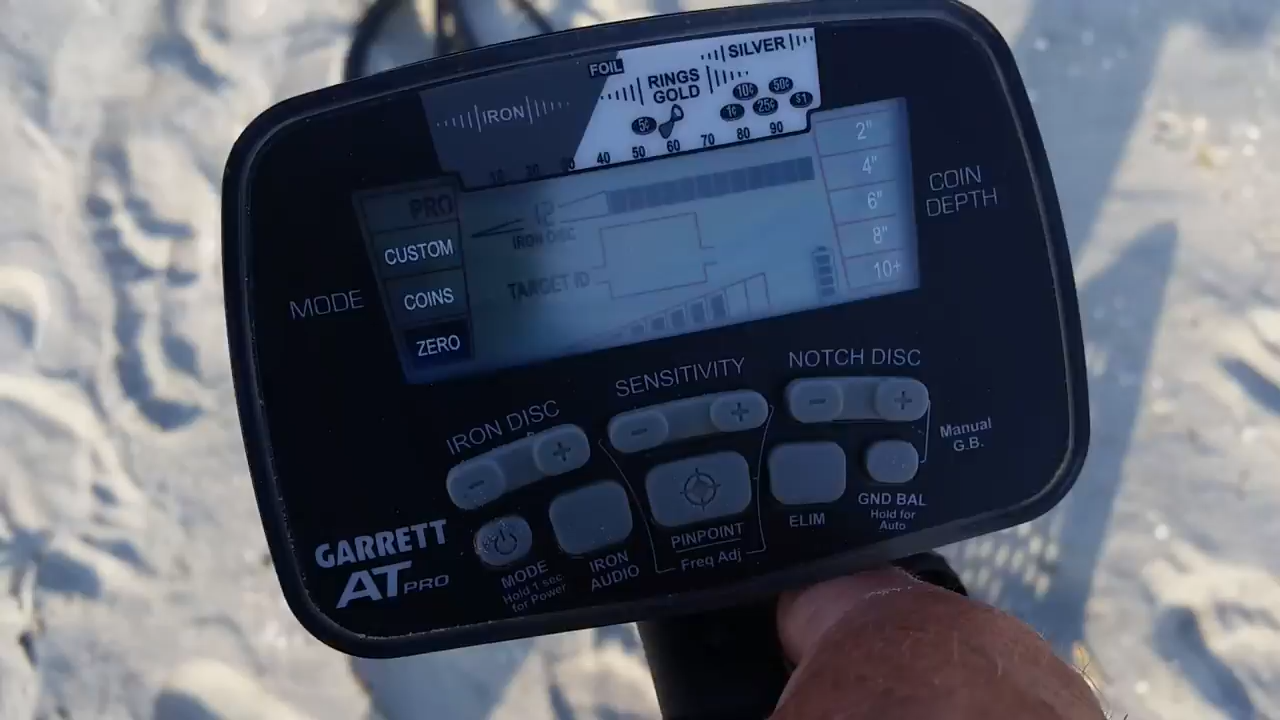 SILVER
FOIL
RINGS
GOLD
IRON
10¢ 50¢
5¢ 1¢ 25¢ $1
40 50 60 70 80 90
2"
4"
6"
8"
10+
COIN
DEPTH
PRO
CUSTOM
COINS
ZERO
MODE
IRON DISC
TARGET ID
IRON DISC
- +
SENSITIVITY
- +
NOTCH DISC
- +
Manual
G.B.
GARRETT
AT PRO
MODE
Hold 1 sec
for Power
IRON
AUDIO
PINPOINT
Freq Adj
ELIM
GND BAL
Hold for
Auto